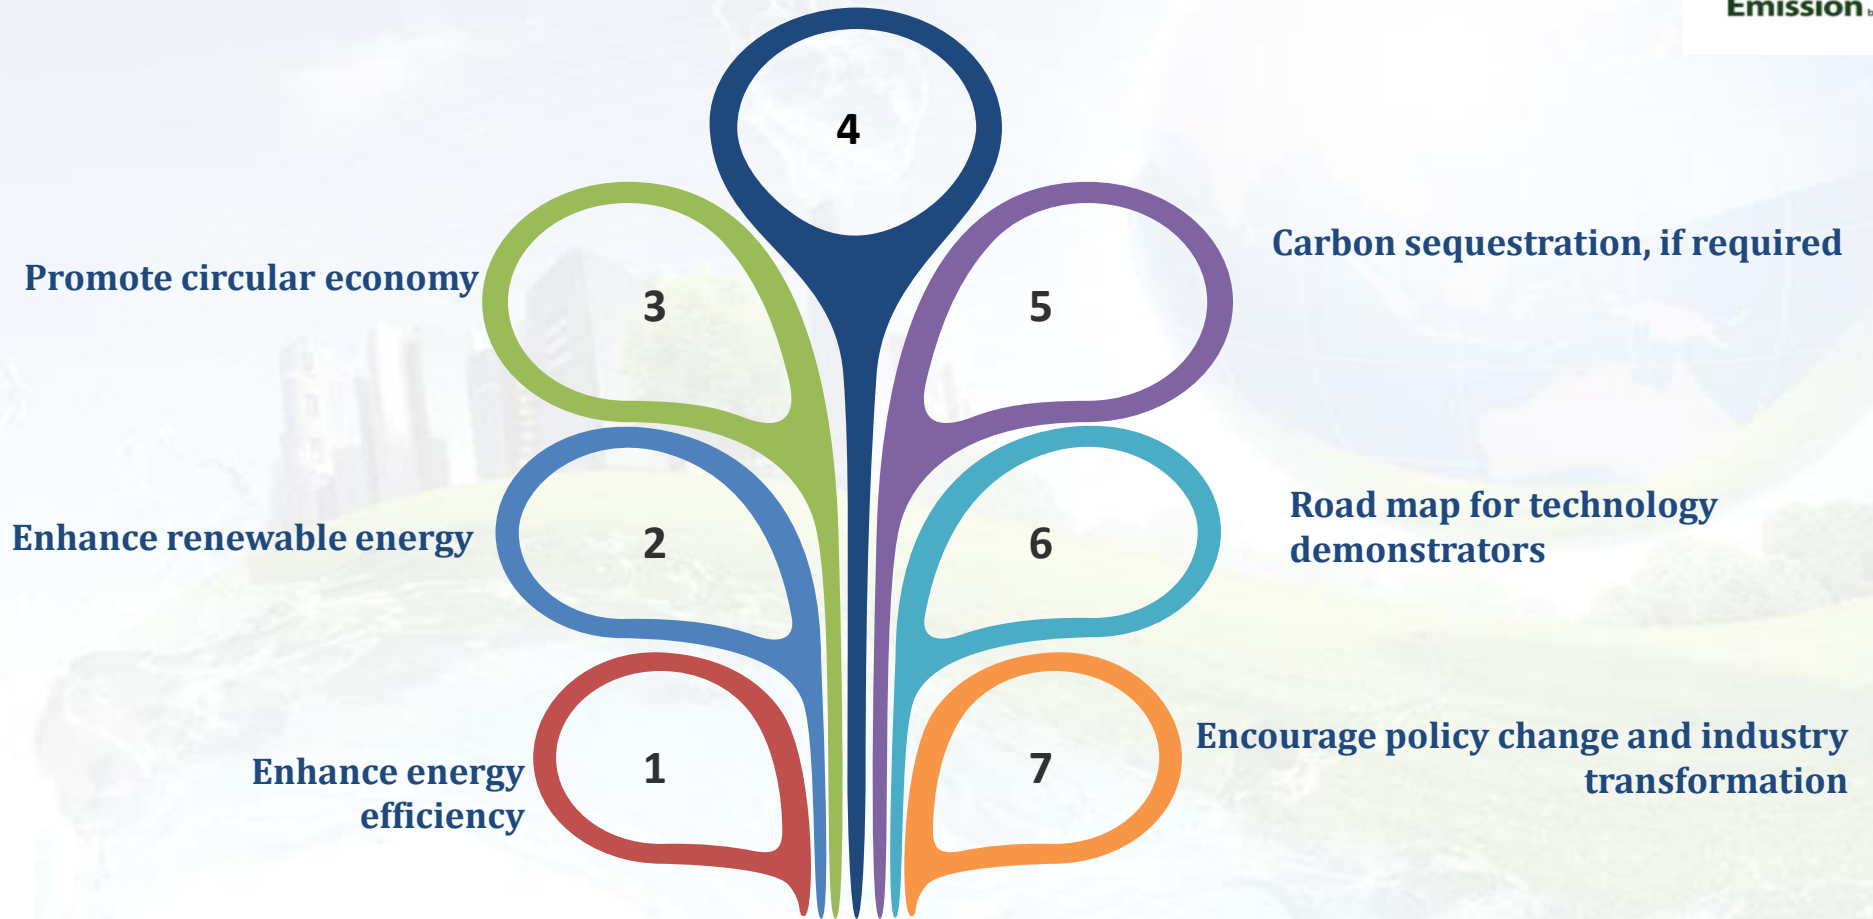 Emission
4
Promote circular economy
3
5
Carbon sequestration, if required
Enhance renewable energy
2
6
Road map for technology
demonstrators
Enhance energy
efficiency
1
7
Encourage policy change and industry
transformation